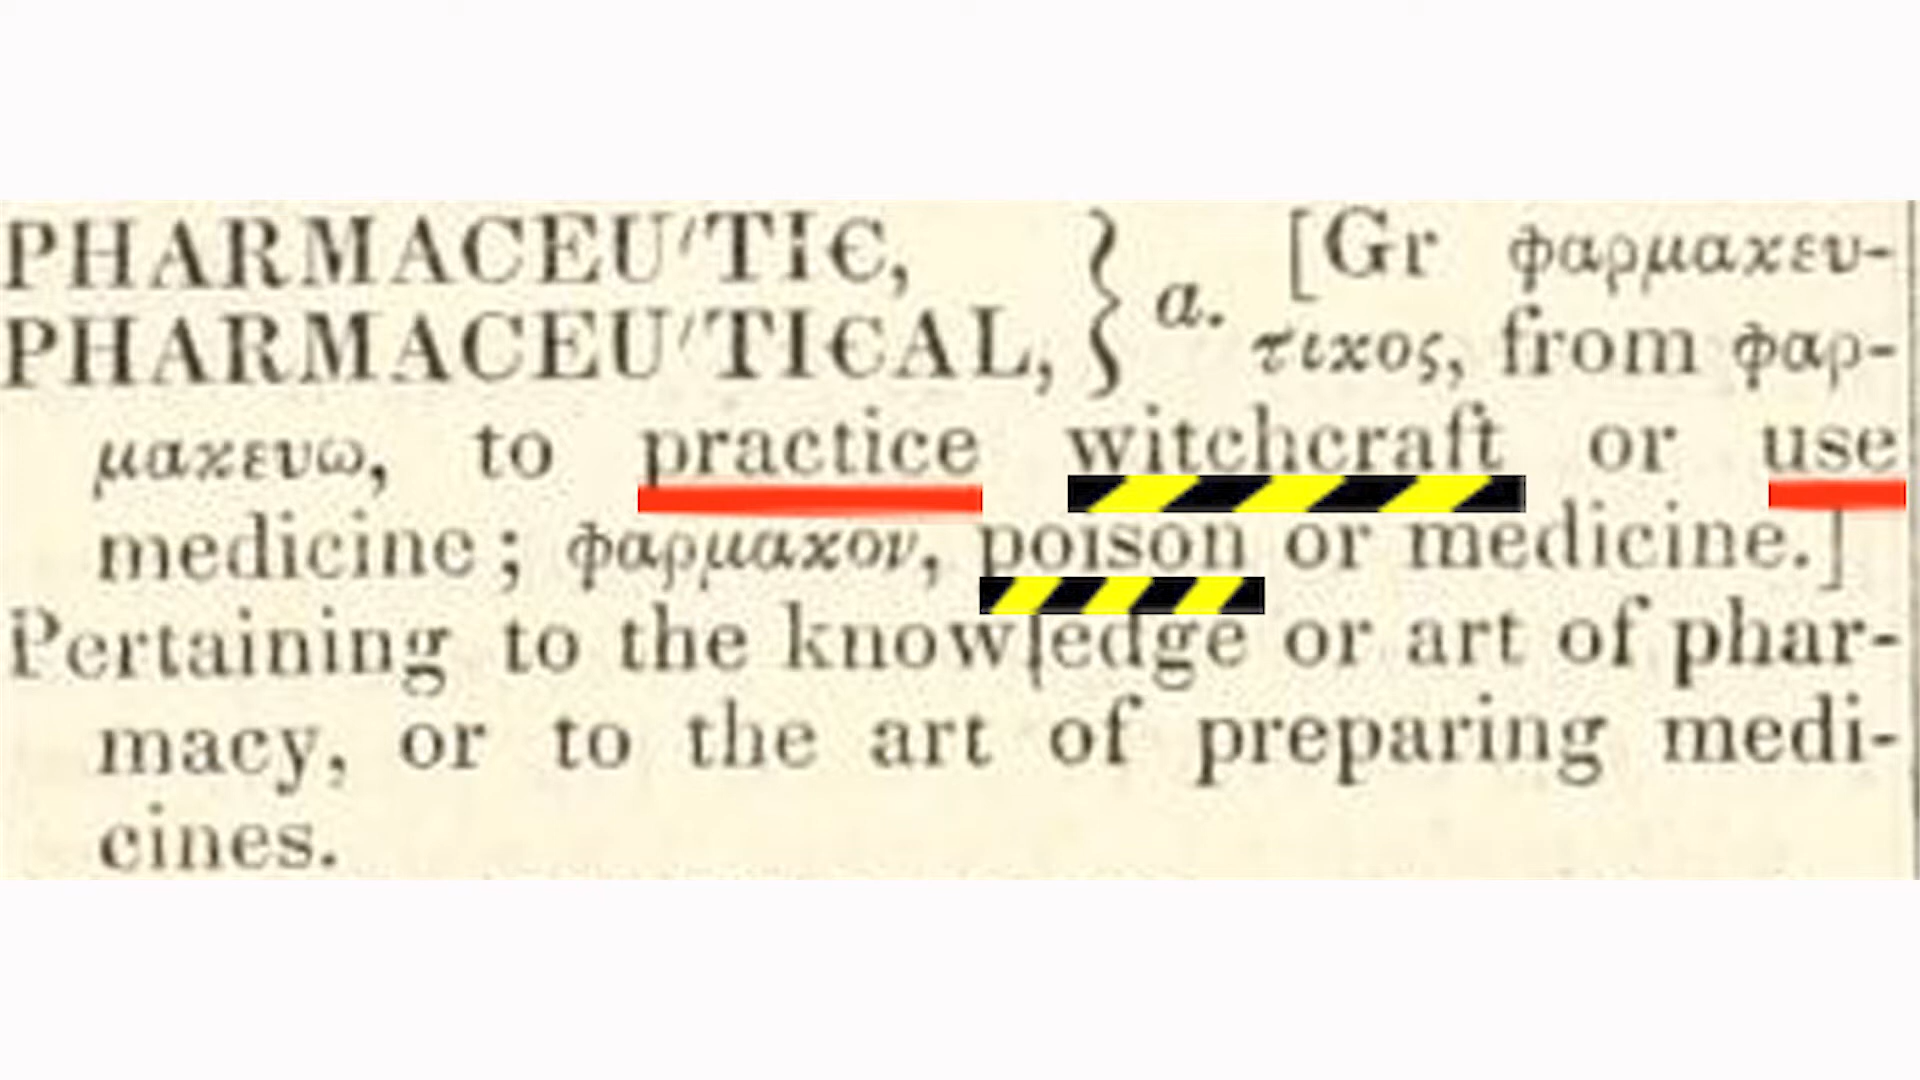 PHARMACEU'TIC, } a. [Gr φαρμακευ-
PHARMACEU'TICAL, } τικος, from φαρ-
μακευω, to practice witchcraft or use
medicine; φαρμακον, poison or medicine.]
Pertaining to the knowledge or art of phar-
macy, or to the art of preparing medi-
cines.